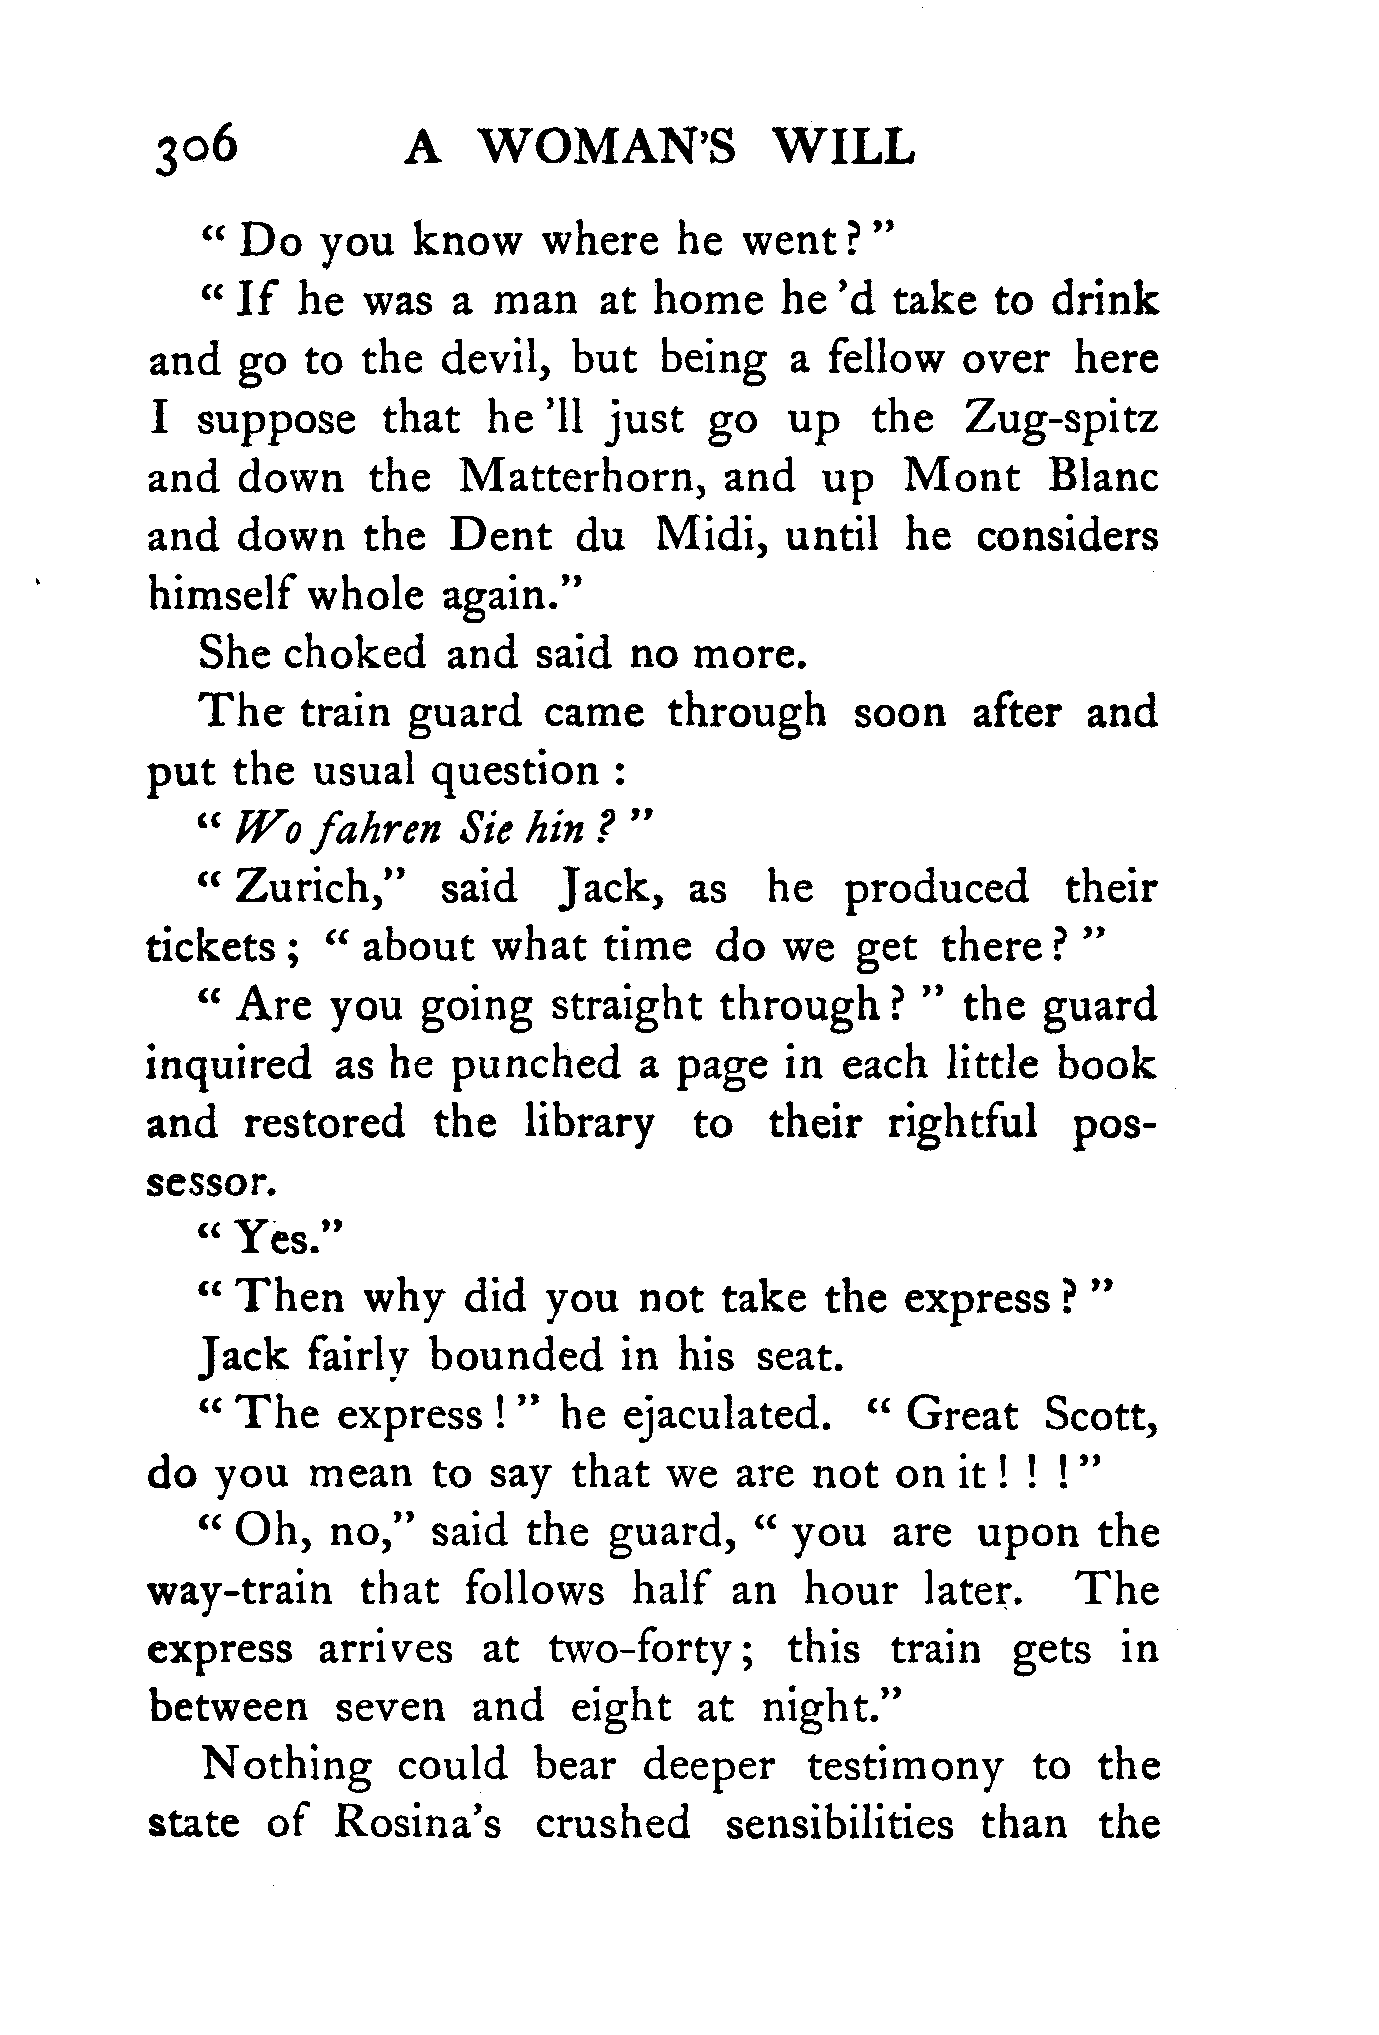 306 A WOMAN'S WILL
“ Do you know where he went ? ”
“ If he was a man at home he 'd take to drink
and go to the devil, but being a fellow over here
I suppose that he 'll just go up the Zug-spitz
and down the Matterhorn, and up Mont Blanc
and down the Dent du Midi, until he considers
himself whole again.”
She choked and said no more.
The train guard came through soon after and
put the usual question :
“ Wo fahren Sie hin ? ”
“ Zurich,” said Jack, as he produced their
tickets ; “ about what time do we get there ? ”
“ Are you going straight through ? ” the guard
inquired as he punched a page in each little book
and restored the library to their rightful pos-
sessor.
“ Yes.”
“ Then why did you not take the express ? ”
Jack fairly bounded in his seat.
“ The express ! ” he ejaculated. “ Great Scott,
do you mean to say that we are not on it ! ! ! ”
“ Oh, no,” said the guard, “ you are upon the
way-train that follows half an hour later. The
express arrives at two-forty ; this train gets in
between seven and eight at night.”
Nothing could bear deeper testimony to the
state of Rosina's crushed sensibilities than the